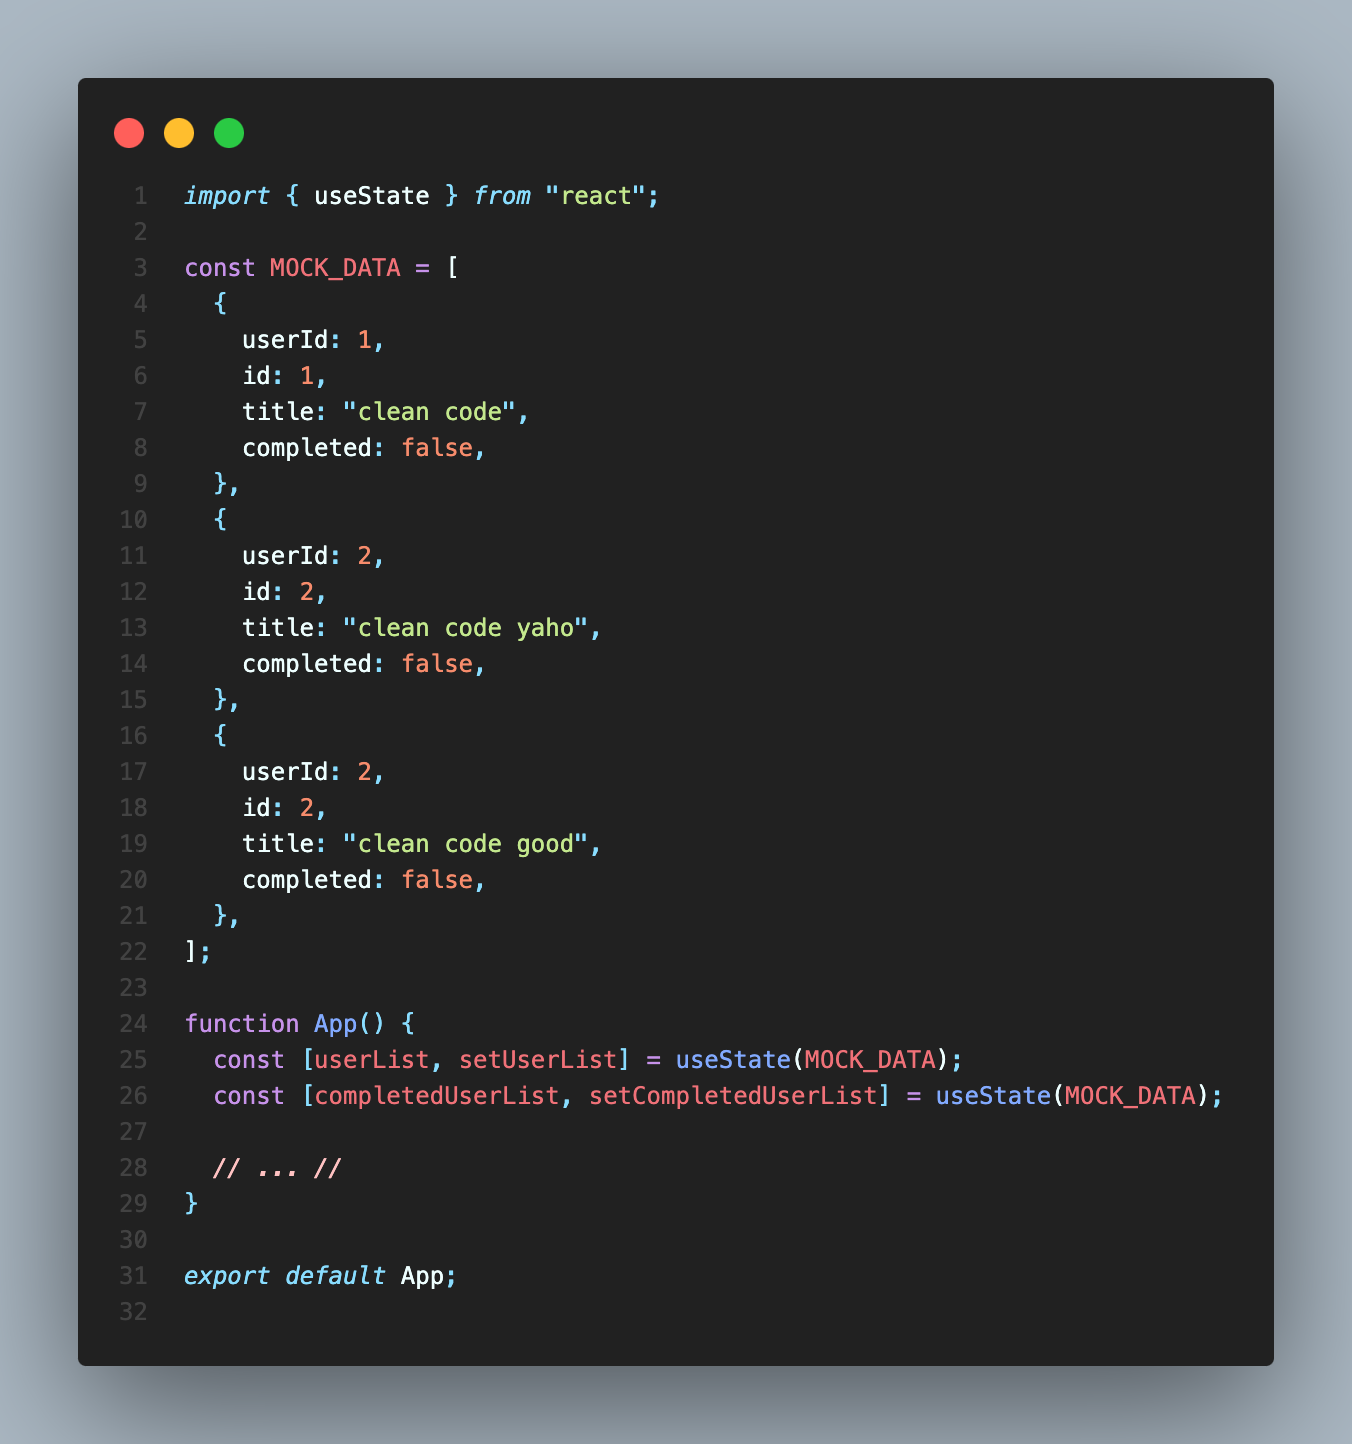 1 import { useState } from "react";
2
3 const MOCK_DATA = [
4   {
5     userId: 1,
6     id: 1,
7     title: "clean code",
8     completed: false,
9   },
10   {
11     userId: 2,
12     id: 2,
13     title: "clean code yaho",
14     completed: false,
15   },
16   {
17     userId: 2,
18     id: 2,
19     title: "clean code good",
20     completed: false,
21   },
22 ];
23
24 function App() {
25   const [userList, setUserList] = useState(MOCK_DATA);
26   const [completedUserList, setCompletedUserList] = useState(MOCK_DATA);
27
28   // ... //
29 }
30
31 export default App;
32